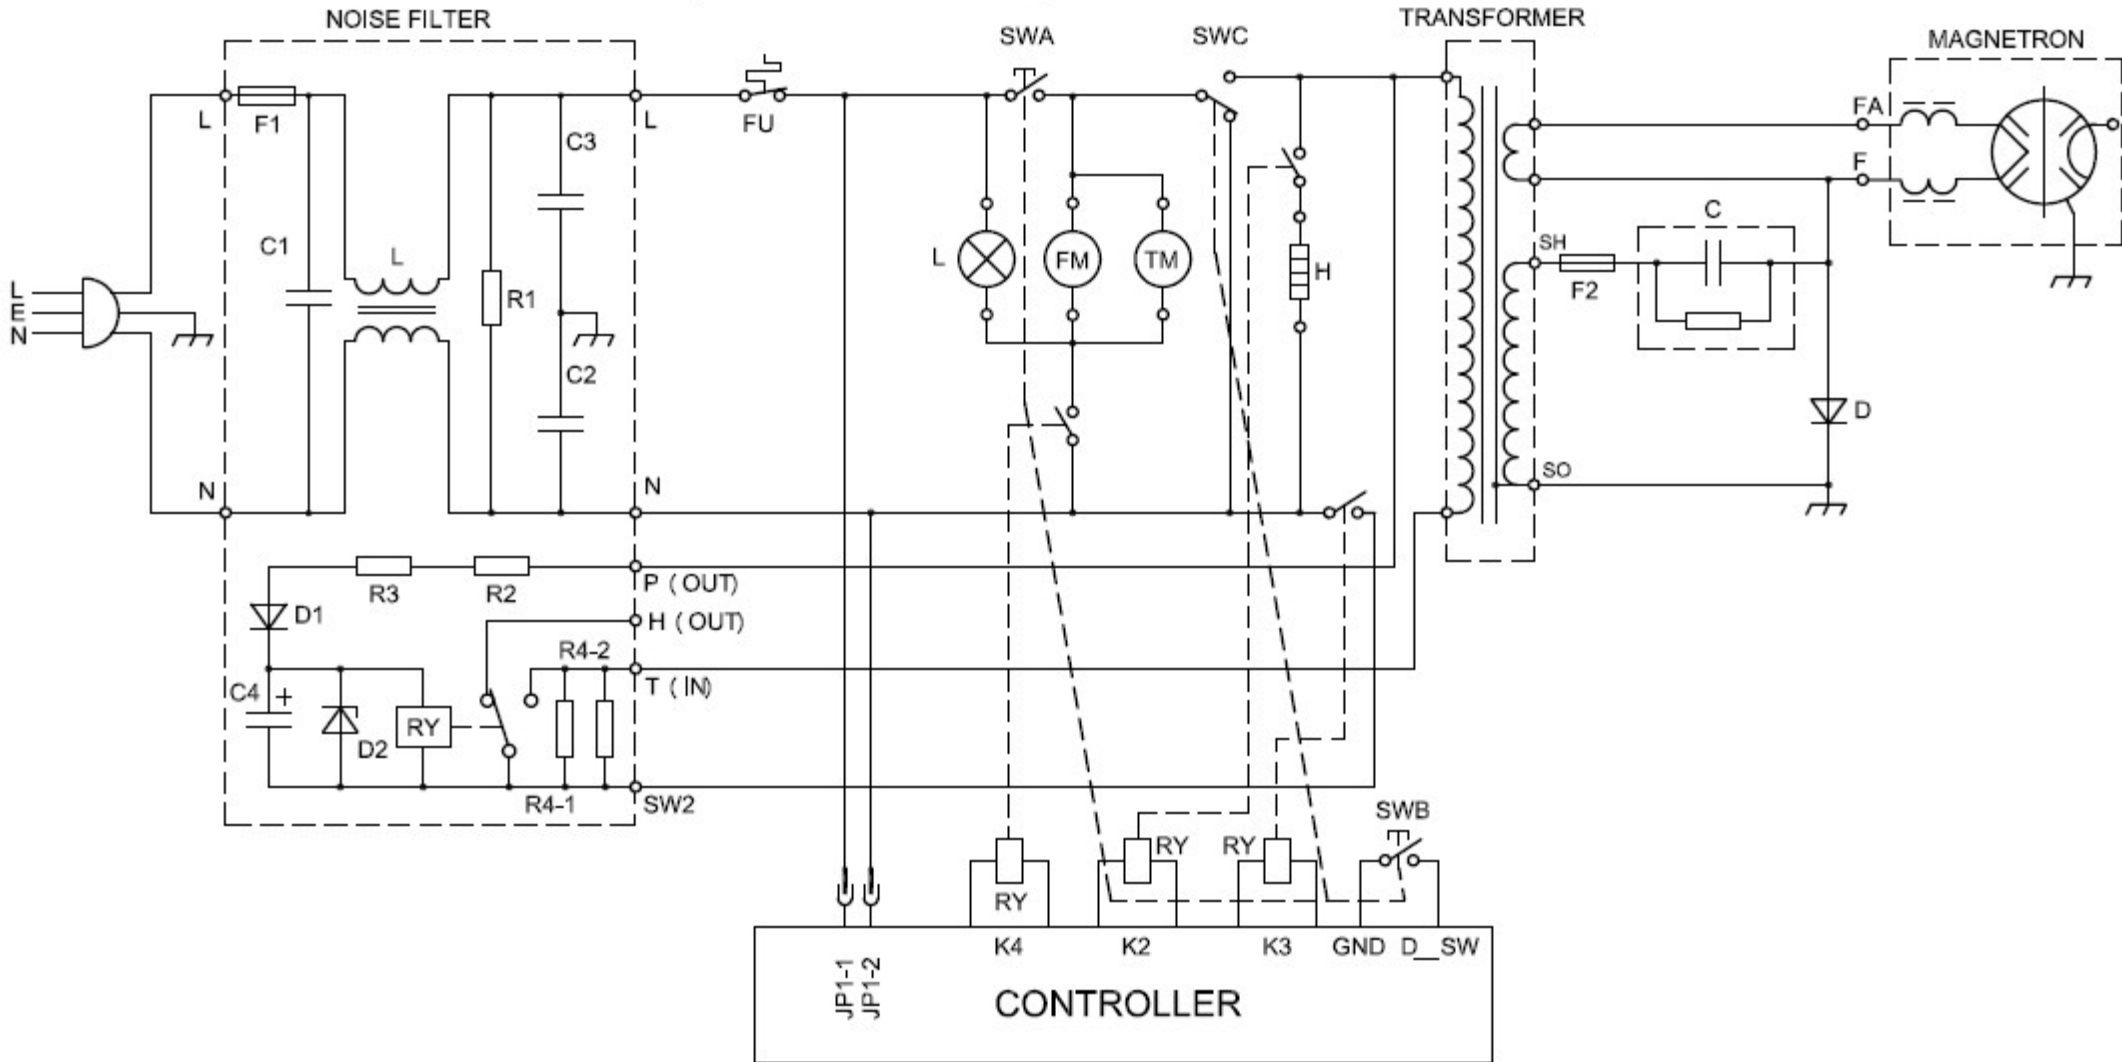 NOISE FILTER
TRANSFORMER
SWA
SWC
MAGNETRON
L
F1
L
FU
C3
FA
F
C1
L
R1
L
FM
TM
H
C
SH
F2
L
E
N
C2
D
N
N
SO
R3
R2
P ( OUT)
D1
H ( OUT)
R4-2
T ( IN)
C4
+
RY
D2
R4-1
SW2
SWB
RY
RY
RY
K4
K2
K3
GND
D__SW
JP1-1
JP1-2
CONTROLLER